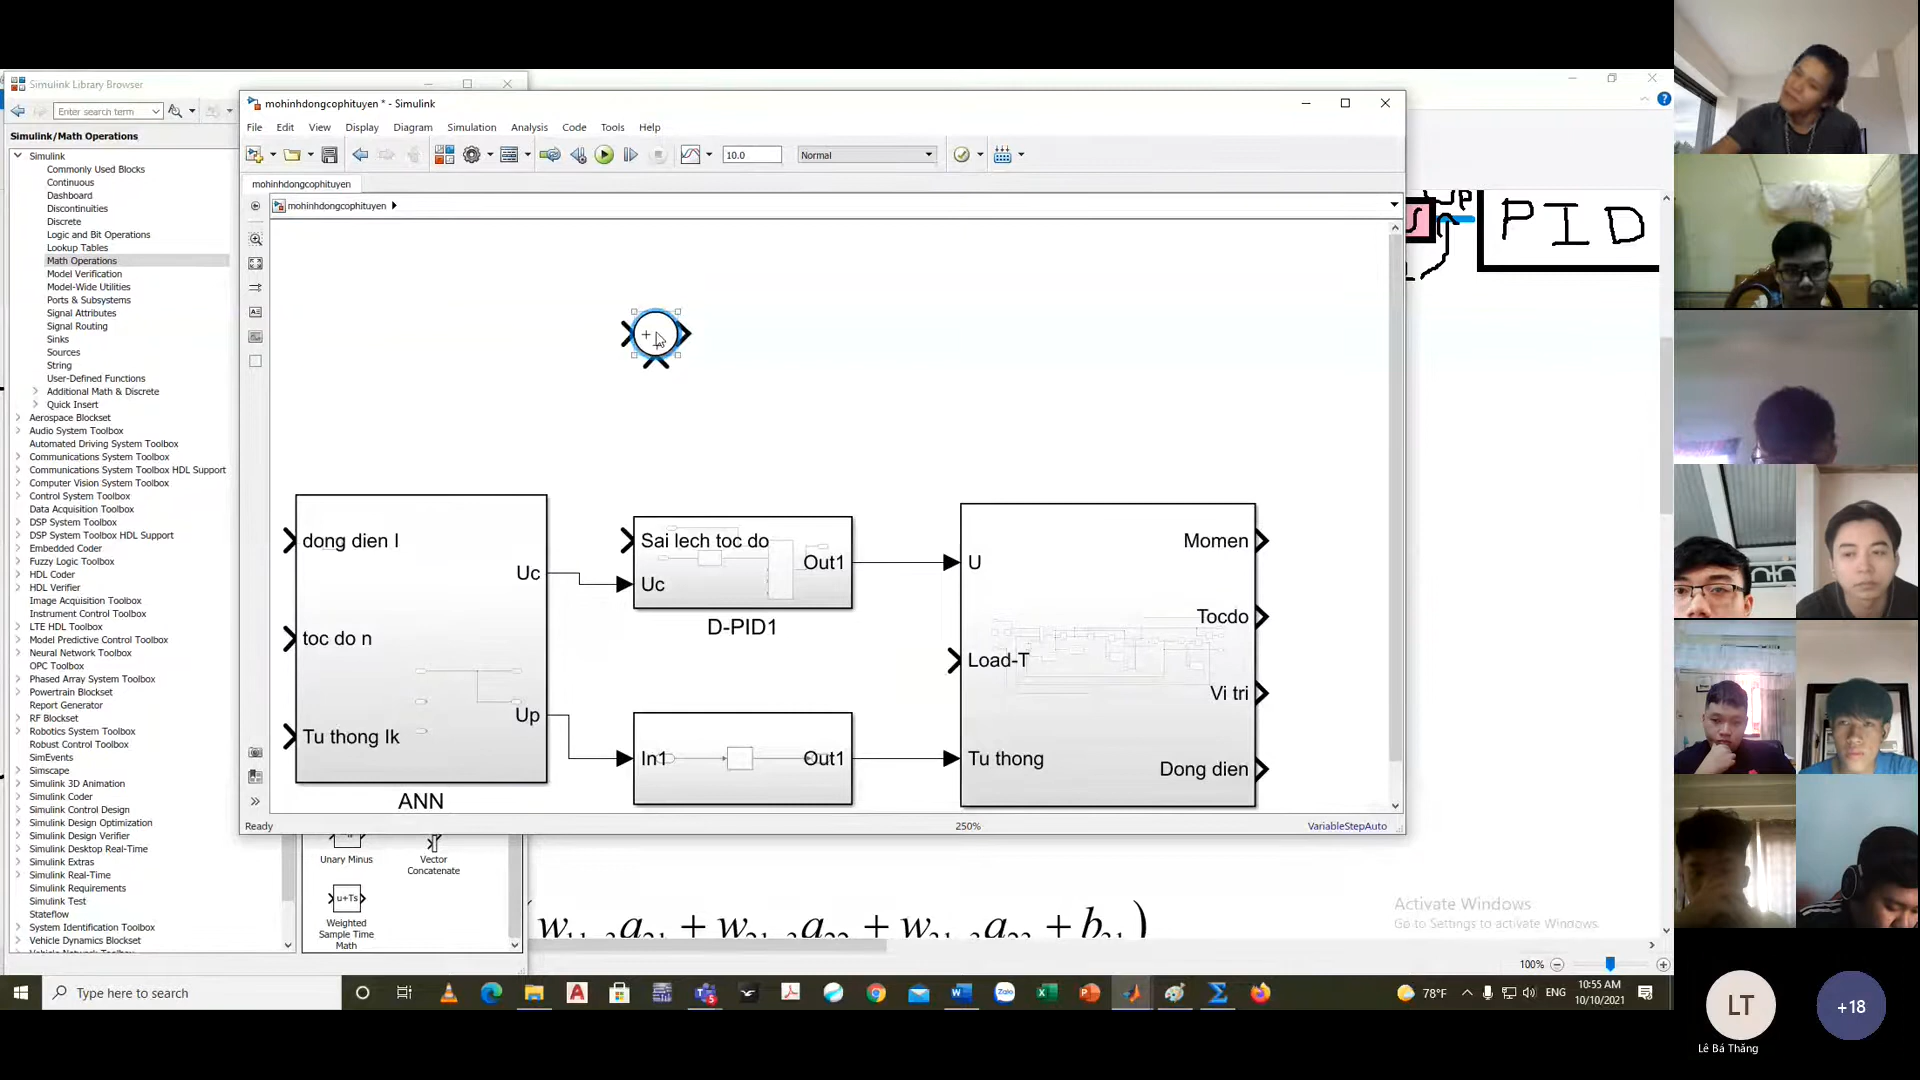 Simulink Library Browser
Enter search term
Simulink/Math Operations
Simulink
Commonly Used Blocks
Continuous
Dashboard
Discontinuities
Discrete
Logic and Bit Operations
Lookup Tables
Math Operations
Model Verification
Model-Wide Utilities
Ports & Subsystems
Signal Attributes
Signal Routing
Sinks
Sources
String
User-Defined Functions
Additional Math & Discrete
Quick Insert
Aerospace Blockset
Audio System Toolbox
Automated Driving System Toolbox
Communications System Toolbox
Communications System Toolbox HDL Support
Computer Vision System Toolbox
Control System Toolbox
Data Acquisition Toolbox
DSP System Toolbox
DSP System Toolbox HDL Support
Embedded Coder
Fuzzy Logic Toolbox
HDL Coder
HDL Verifier
Image Acquisition Toolbox
Instrument Control Toolbox
LTE HDL Toolbox
Model Predictive Control Toolbox
Neural Network Toolbox
OPC Toolbox
Phased Array System Toolbox
Powertrain Blockset
Report Generator
RF Blockset
Robotics System Toolbox
Robust Control Toolbox
SimEvents
Simscape
Simulink 3D Animation
Simulink Coder
Simulink Control Design
Simulink Design Optimization
Simulink Design Verifier
Simulink Desktop Real-Time
Simulink Extras
Simulink Real-Time
Simulink Requirements
Simulink Test
Stateflow
System Identification Toolbox
Vehicle Dynamics Blockset
Unary Minus
Vector Concatenate
u+Ts
Weighted
Sample Time
Math
mohinhdongcophituyen * - Simulink
File Edit View Display Diagram Simulation Analysis Code Tools Help
10.0 Normal
mohinhdongcophituyen
mohinhdongcophituyen
+
dong dien I
toc do n
Tu thong Ik
Uc
Up
ANN
Sai lech toc do
Uc
Out1
D-PID1
In1
Out1
U
Load-T
Tu thong
Momen
Tocdo
Vi tri
Dong dien
Ready 250% VariableStepAuto
PID
Activate Windows
Go to Settings to activate Windows.
100%
Type here to search
78°F ENG
10:55 AM
10/10/2021
LT
Lê Bá Thăng
+18